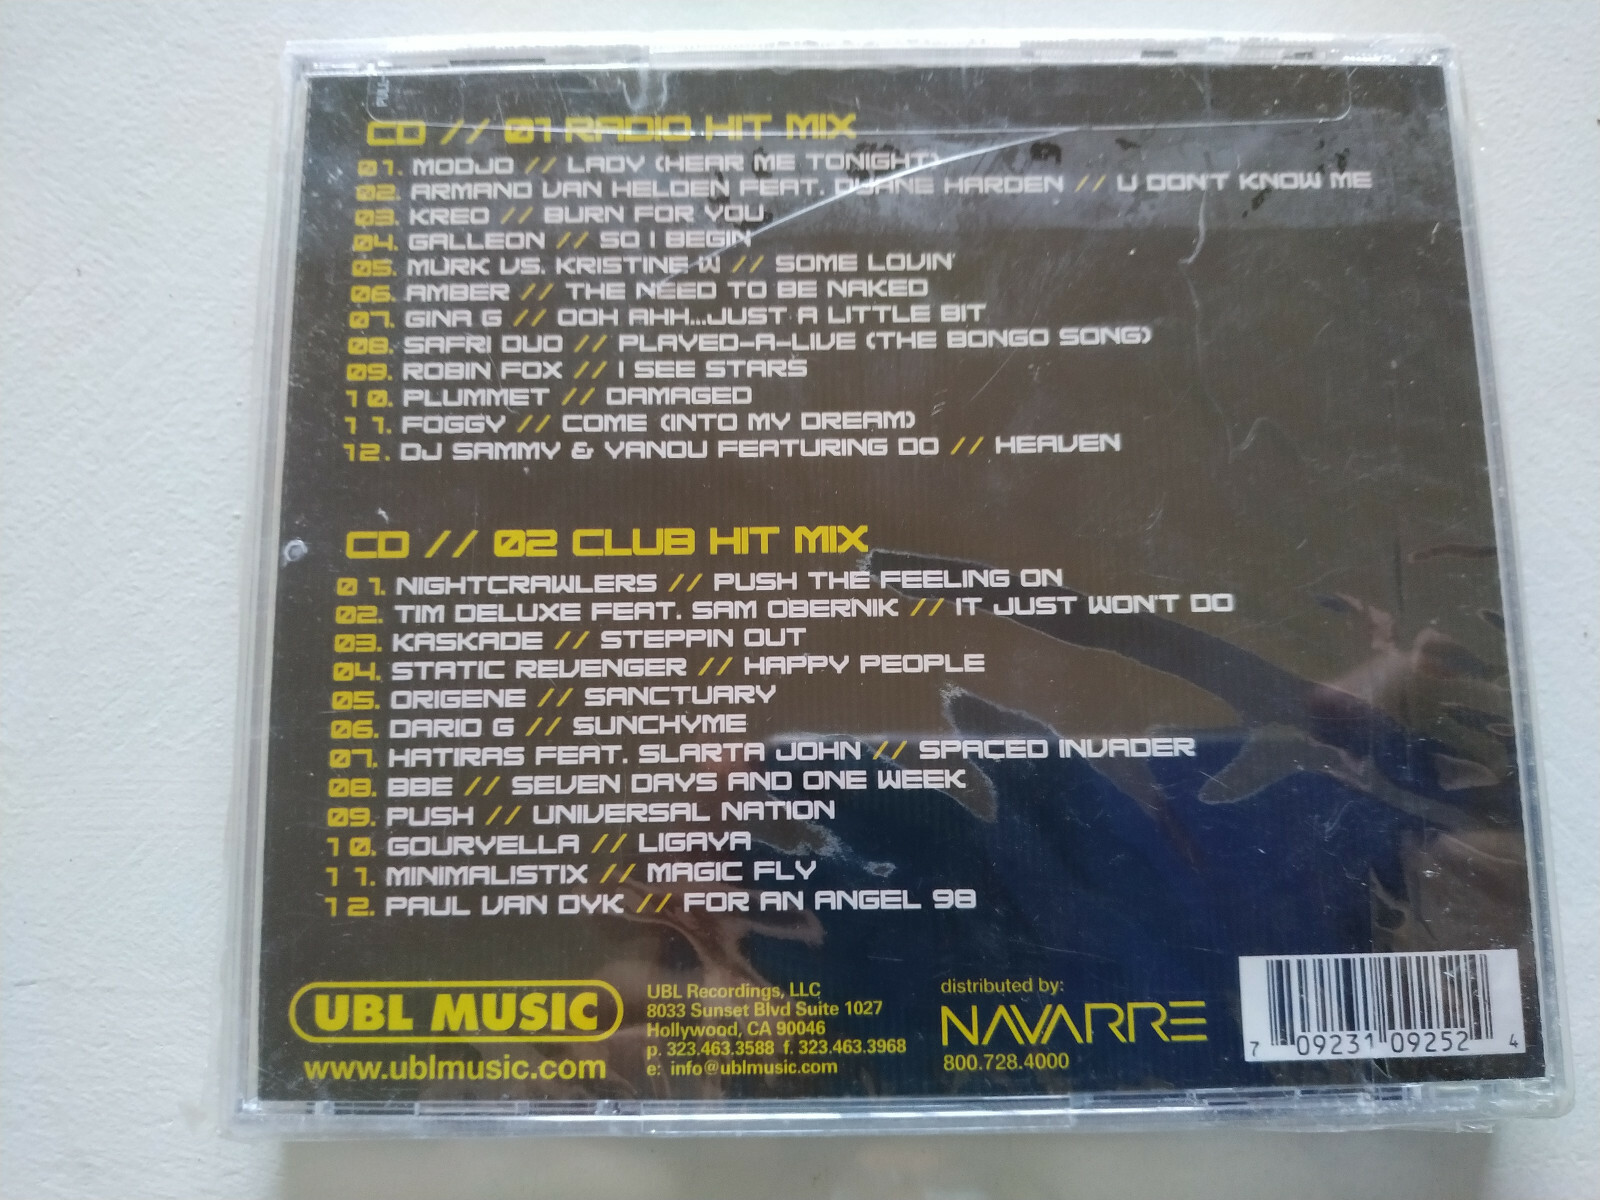 PULL
CD // 01 RADIO HIT MIX
01. MODJO // LADY (HEAR ME TONIGHT)
02. ARMAND VAN HELDEN FEAT. DUANE HARDEN // U DON'T KNOW ME
03. KREO // BURN FOR YOU
04. GALLEON // SO I BEGIN
05. MURK VS. KRISTINE W // SOME LOVIN'
06. AMBER // THE NEED TO BE NAKED
07. GINA G // OOH AHH...JUST A LITTLE BIT
08. SAFRI DUO // PLAYED-A-LIVE (THE BONGO SONG)
09. ROBIN FOX // I SEE STARS
10. PLUMMET // DAMAGED
11. FOGGY // COME (INTO MY DREAM)
12. DJ SAMMY & YANOU FEATURING DO // HEAVEN
CD // 02 CLUB HIT MIX
01. NIGHTCRAWLERS // PUSH THE FEELING ON
02. TIM DELUXE FEAT. SAM OBERNIK // IT JUST WON'T DO
03. KASKADE // STEPPIN OUT
04. STATIC REVENGER // HAPPY PEOPLE
05. ORIGENE // SANCTUARY
06. DARIO G // SUNCHYME
07. HATIRAS FEAT. SLARTA JOHN // SPACED INVADER
08. BBE // SEVEN DAYS AND ONE WEEK
09. PUSH // UNIVERSAL NATION
10. GOURYELLA // LIGAYA
11. MINIMALISTIX // MAGIC FLY
12. PAUL VAN DYK // FOR AN ANGEL 98
UBL MUSIC
www.ublmusic.com
UBL Recordings, LLC
8033 Sunset Blvd Suite 1027
Hollywood, CA 90046
p. 323.463.3588 f. 323.463.3968
e: info@ublmusic.com
distributed by:
NAVARRE
800.728.4000
7 09231 09252 4